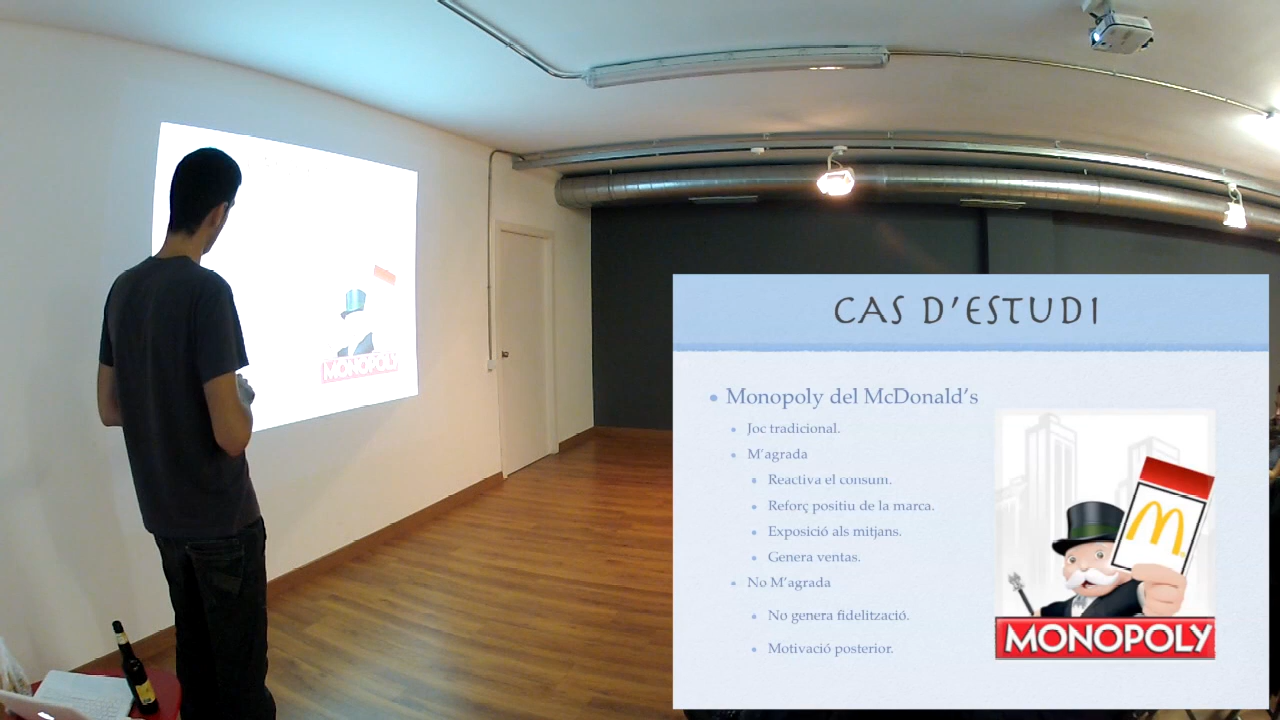 CAS D'ESTUDI
Monopoly del McDonald's
Joc tradicional.
M'agrada
Reactiva el consum.
Reforç positiu de la marca.
Exposició als mitjans.
Genera ventas.
No M'agrada
No genera fidelització.
Motivació posterior.
MONOPOLY
MONOPOLY